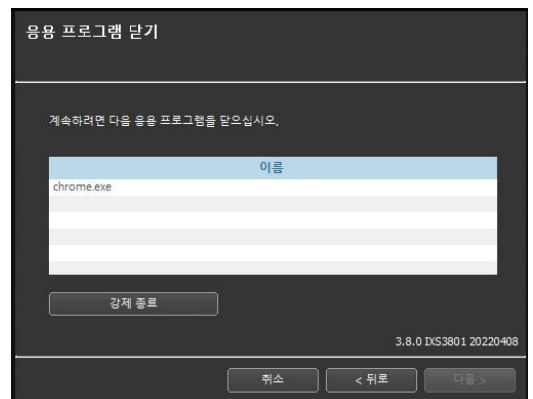 응용 프로그램 닫기
계속하려면 다음 응용 프로그램을 닫으십시오.
이름
chrome.exe
강제 종료
3.8.0 IXS3801 20220408
취소
< 뒤로
다음 >